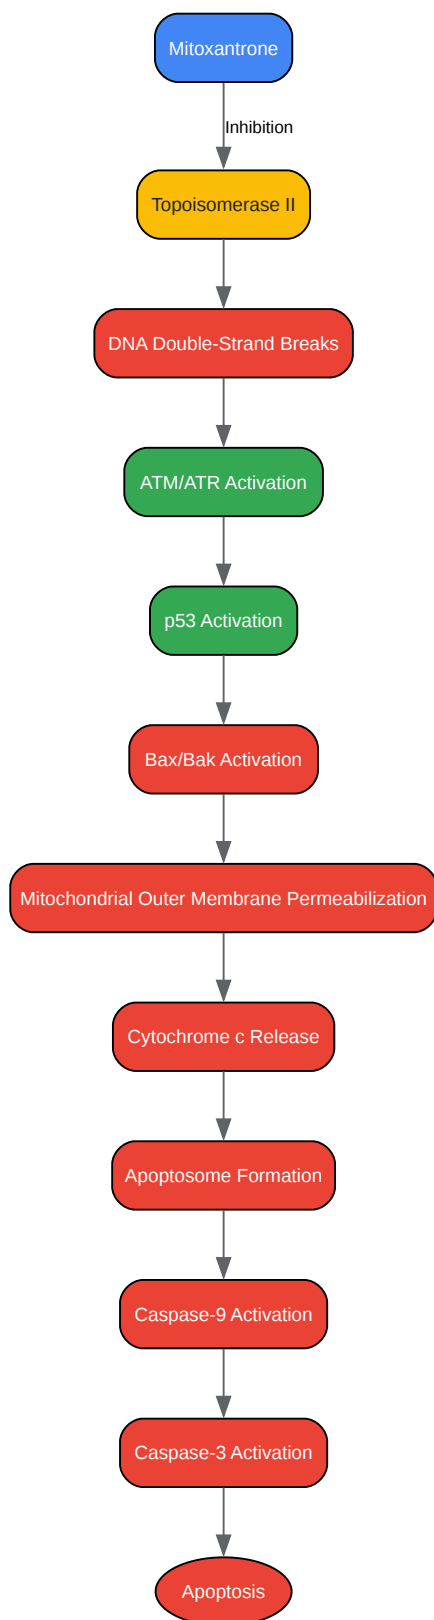 Mitoxantrone
Inhibition
Topoisomerase II
DNA Double-Strand Breaks
ATM/ATR Activation
p53 Activation
Bax/Bak Activation
Mitochondrial Outer Membrane Permeabilization
Cytochrome c Release
Apoptosome Formation
Caspase-9 Activation
Caspase-3 Activation
Apoptosis